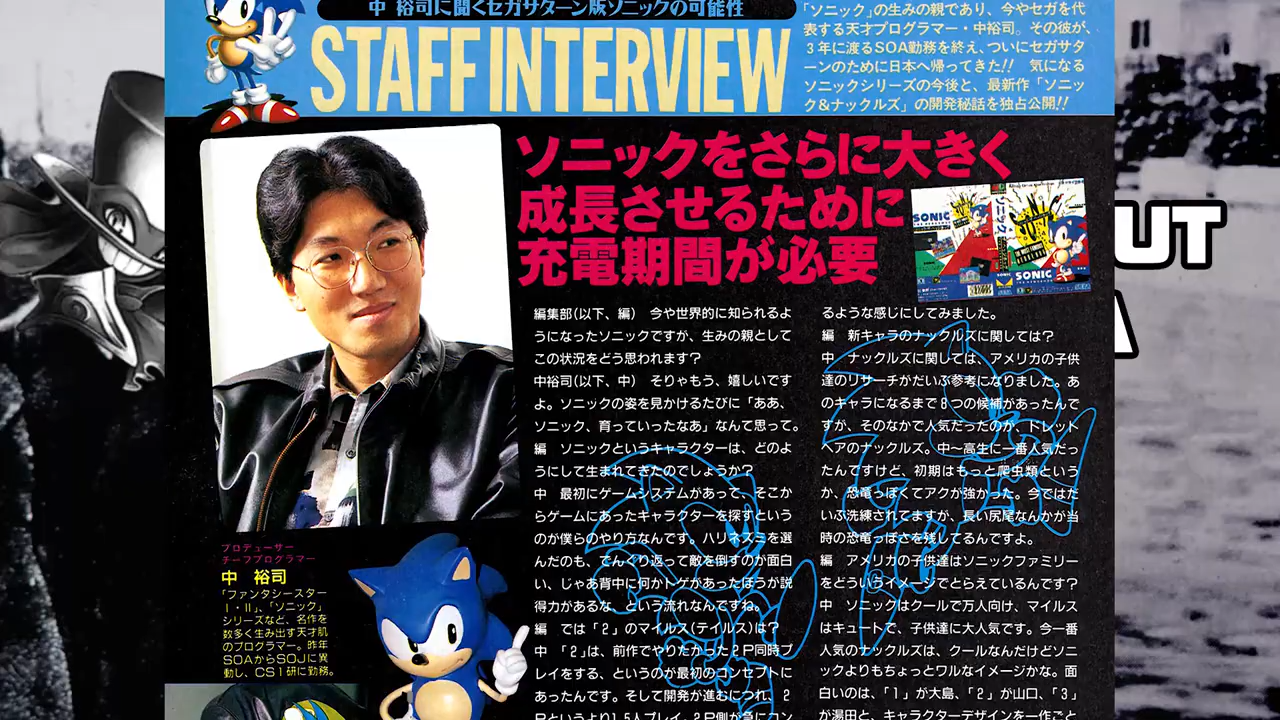 中 裕司に聞くセガサターン版ソニックの可能性
STAFF INTERVIEW
「ソニック」の生みの親であり、今やセガを代
表する天才プログラマー・中裕司。その彼が、
3年に渡るSOA勤務を終え、ついにセガサタ
ーンのために日本へ帰ってきた!! 気になる
ソニックシリーズの今後と、最新作「ソニッ
ク&ナックルズ」の開発秘話を独占公開!!
ソニックをさらに大きく
成長させるために
充電期間が必要
SONIC
SONIC
UT
A
編集部(以下、編) 今や世界的に知られるよ
うになったソニックですが、生みの親として
この状況をどう思われます?
中裕司(以下、中) そりゃもう、嬉しいです
よ。ソニックの姿を見かけるたびに「ああ、
ソニック、育っていったなあ」なんて思って。
編 ソニックというキャラクターは、どのよ
うにして生まれてきたのでしょうか?
中 最初にゲームシステムがあって、そこか
らゲームにあったキャラクターを探すという
のが僕らのやり方なんです。ハリネズミを選
んだのも、でんぐり返って敵を倒すのが面白
い、じゃあ背中に何かトゲがあったほうが説
得力があるな、という流れなんですね。
編 では「2」のマイルス(テイルス)は?
中 「2」は、前作でやりたかった2P同時プ
レイをする、というのが最初のコンセプトに
あったんです。そして開発が進むにつれ、2
Pというより1.5人プレイ、2P側が急にコン
るような感じにしてみました。
編 新キャラのナックルズに関しては?
中 ナックルズに関しては、アメリカの子供
達のリサーチがだいぶ参考になりました。あ
のキャラになるまで8つの候補があったんで
すが、そのなかで人気だったのが、ドレット
ヘアのナックルズ。中〜高生に一番人気だっ
たんですけど、初期はもっと爬虫類という
か、恐竜っぽくてアクが強かった。今ではだ
いぶ洗練されてますが、長い尻尾なんかが当
時の恐竜っぽさを残してるんですよ。
編 アメリカの子供達はソニックファミリー
をどういうイメージでとらえているんです?
中 ソニックはクールで万人向け、マイルス
はキュートで、子供達に大人気です。今一番
人気のナックルズは、クールなんだけどソニ
ックよりもちょっとワルなイメージかな。面
白いのは、「1」が大島、「2」が山口、「3」
が湯田と、キャラクターデザインを一作ごと
プロデューサー
チーフプログラマー
中 裕司
「ファンタシースター
I・II」、「ソニック」
シリーズなど、名作を
数多く生み出す天才肌
のプログラマー。昨年
SOAからSOJに異
動し、CS1研に勤務。